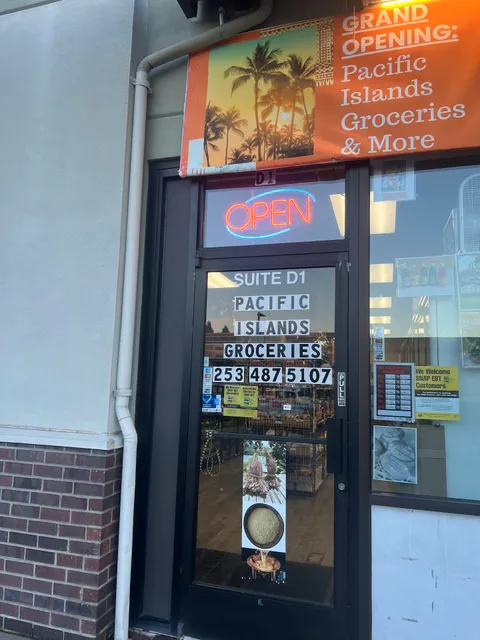 GRAND
OPENING:
Pacific
Islands
Groceries
& More
D1
OPEN
SUITE D1
PACIFIC
ISLANDS
GROCERIES
253 487 5107
PULL
We Welcome
SNAP EBT
Customers